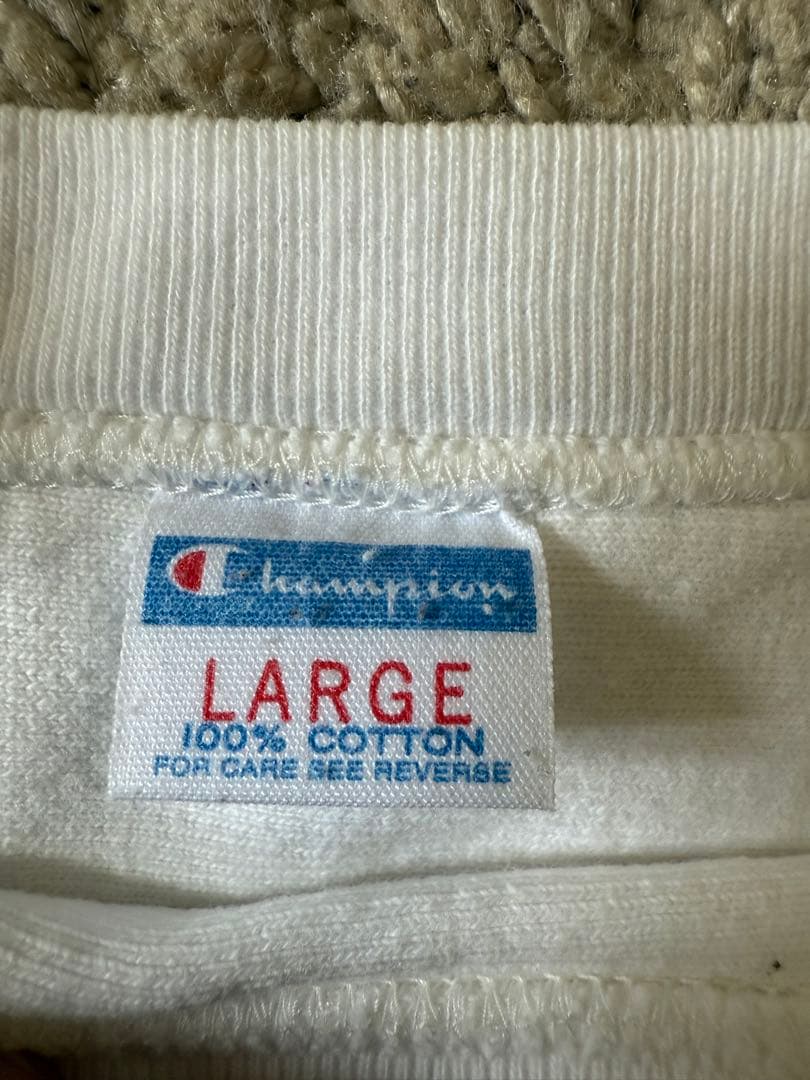 Champion
LARGE
100% COTTON
FOR CARE SEE REVERSE